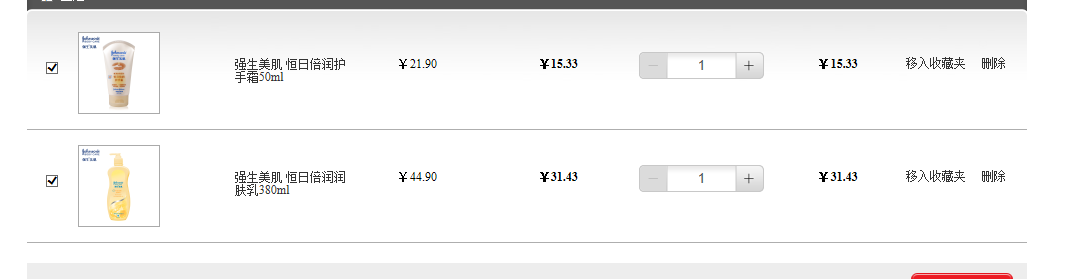 强生美肌 恒日倍润护
手霜50ml
￥21.90
￥15.33
1
￥15.33
移入收藏夹 删除
Johnson's
强生美肌 恒日倍润润
肤乳380ml
￥44.90
￥31.43
1
￥31.43
移入收藏夹 删除